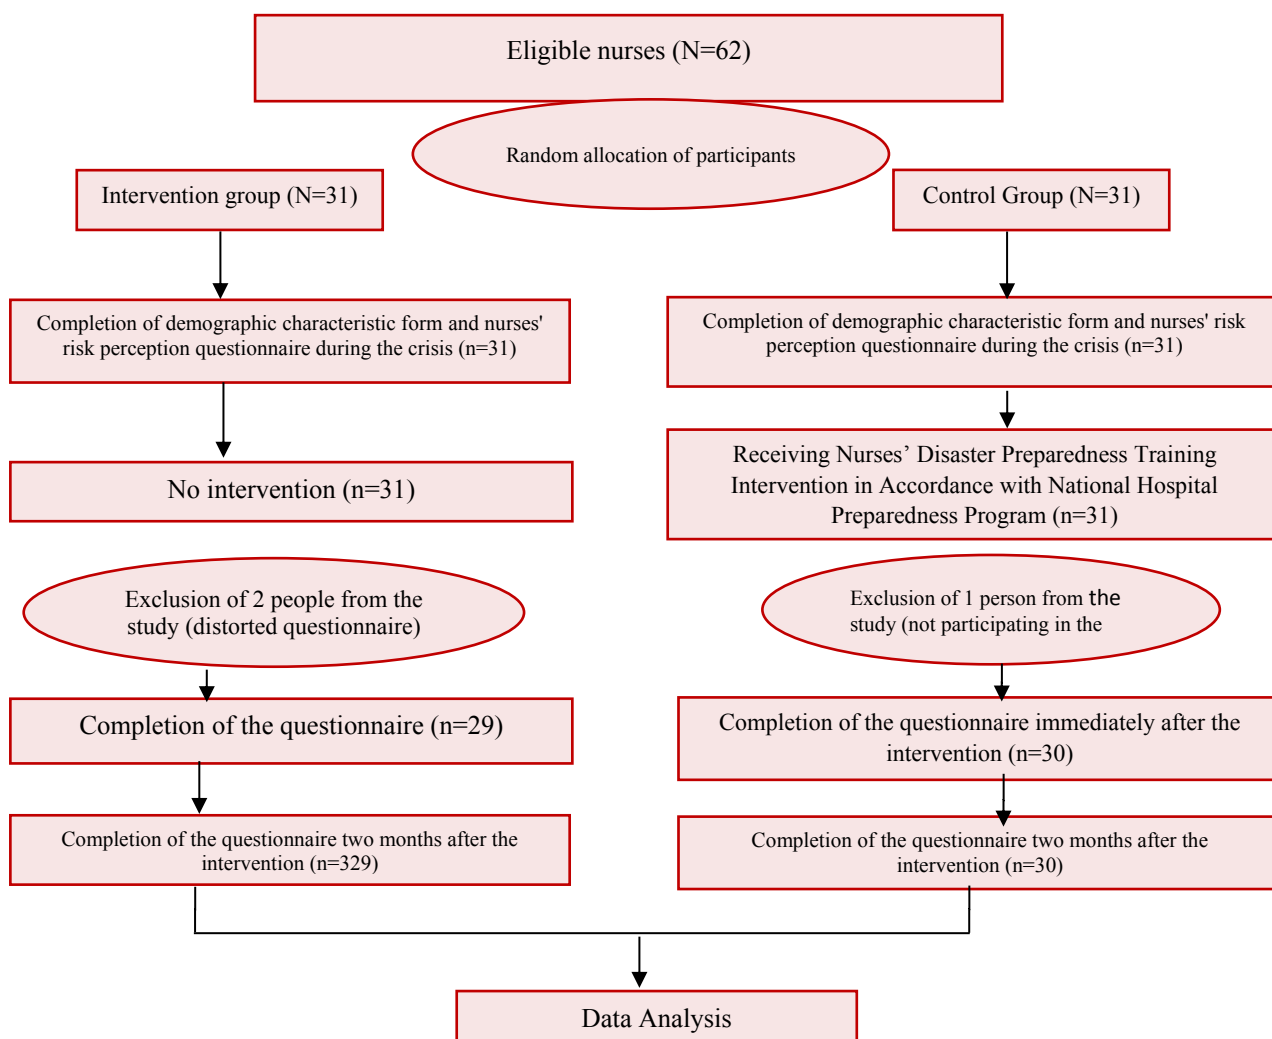 Eligible nurses (N=62)
Random allocation of participants
Intervention group (N=31)
Control Group (N=31)
Completion of demographic characteristic form and nurses'
risk perception questionnaire during the crisis (n=31)
Completion of demographic characteristic form and nurses' risk
perception questionnaire during the crisis (n=31)
No intervention (n=31)
Receiving Nurses’ Disaster Preparedness Training
Intervention in Accordance with National Hospital
Preparedness Program (n=31)
Exclusion of 2 people from the
study (distorted questionnaire)
Exclusion of 1 person from the
study (not participating in the
Completion of the questionnaire (n=29)
Completion of the questionnaire immediately after the
intervention (n=30)
Completion of the questionnaire two months after the
intervention (n=329)
Completion of the questionnaire two months after the
intervention (n=30)
Data Analysis